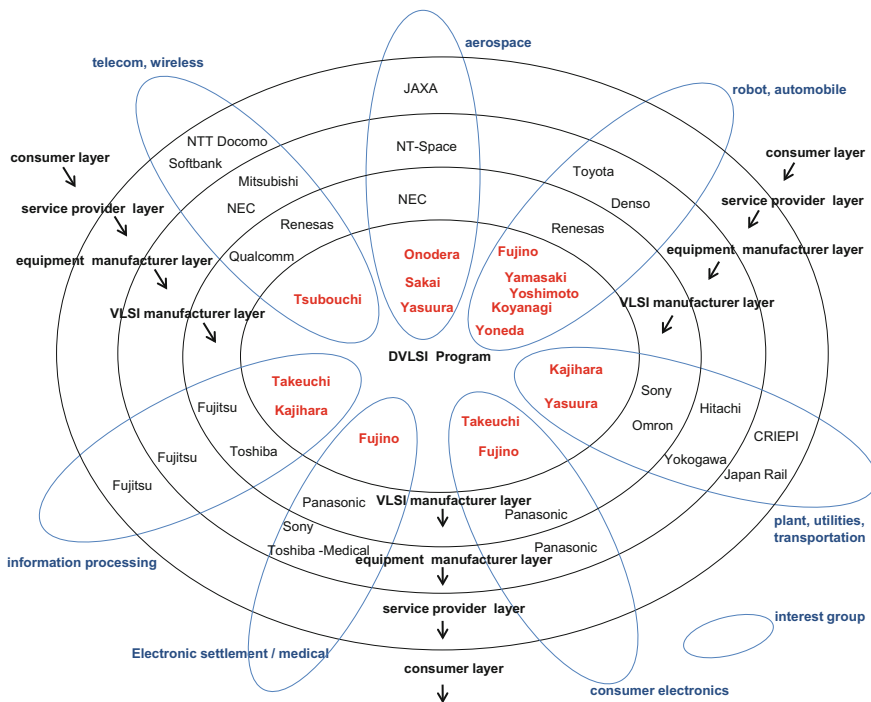 aerospace
telecom, wireless
robot, automobile
JAXA
NTT Docomo
Softbank
NT-Space
consumer layer
consumer layer
Mitsubishi
Toyota
service provider layer
NEC
NEC
Denso
service provider layer
Renesas
Renesas
equipment manufacturer layer
Qualcomm
Onodera
Fujino
equipment manufacturer layer
Sakai
Yamasaki
Tsubouchi
Yasuura
Yoshimoto
Koyanagi
VLSI manufacturer layer
VLSI manufacturer layer
Yoneda
DVLSI Program
Takeuchi
Kajihara
Kajihara
Yasuura
Sony
Fujitsu
Hitachi
Takeuchi
Omron
Fujino
Fujino
CRIEPI
Toshiba
Fujitsu
Yokogawa
Japan Rail
Fujitsu
Panasonic
VLSI manufacturer layer
Panasonic
plant, utilities,
transportation
Sony
Toshiba -Medical
Panasonic
information processing
equipment manufacturer layer
service provider layer
interest group
Electronic settlement / medical
consumer layer
consumer electronics